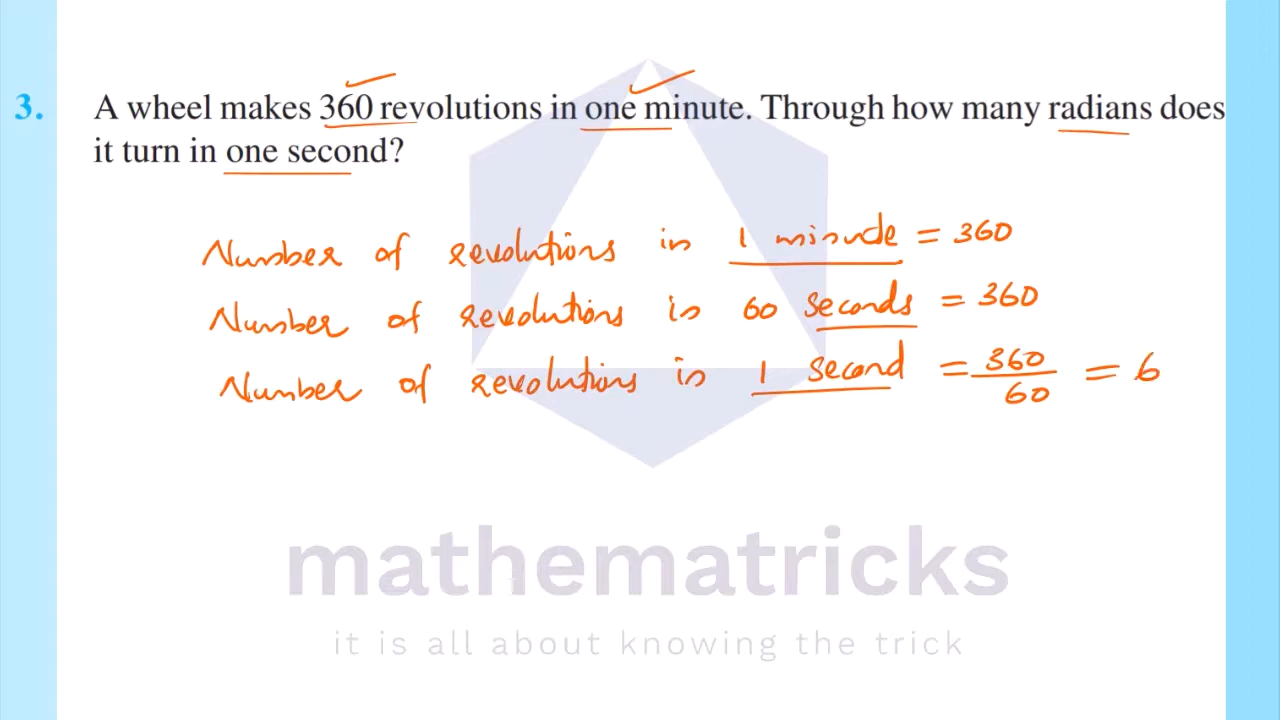 3. A wheel makes 360 revolutions in one minute. Through how many radians does
it turn in one second?
Number of revolutions in 1 minute = 360
Number of revolutions in 60 seconds = 360
Number of revolutions in 1 second = 360/60 = 6
mathematricks
it is all about knowing the trick